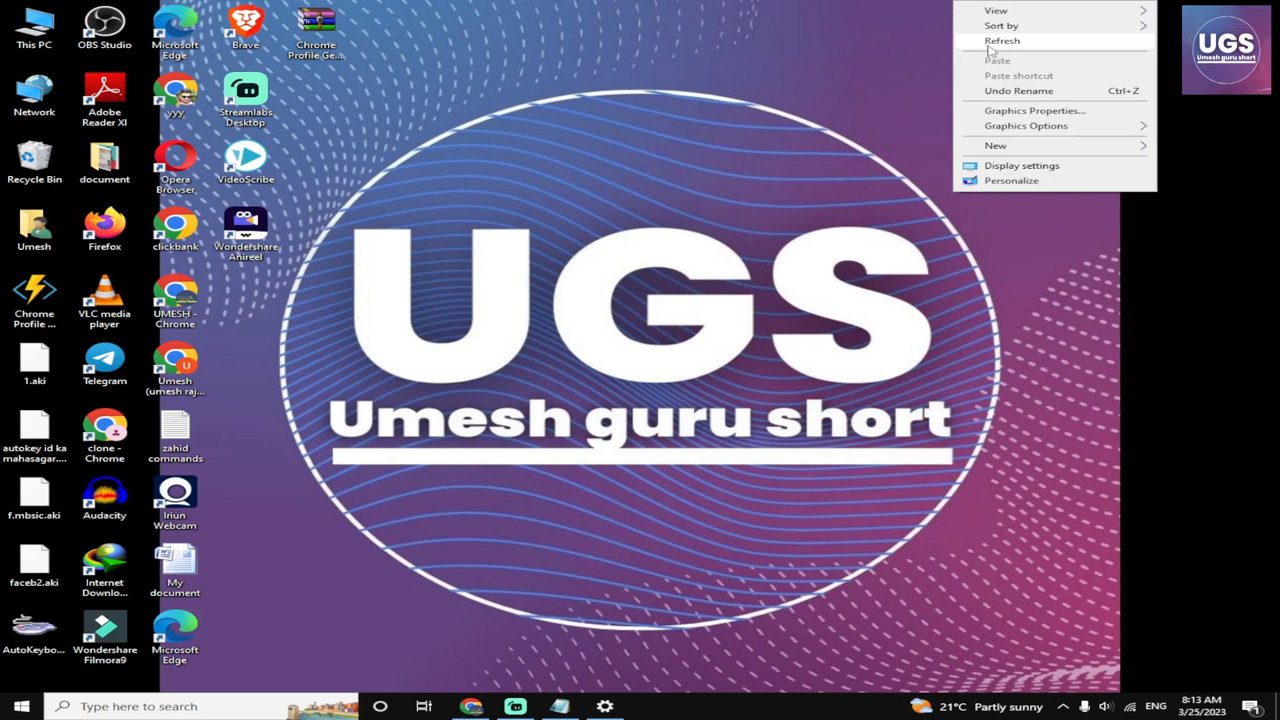 This PC
OBS Studio
Microsoft
Edge
Brave
Chrome
Profile Ge...
Network
Adobe
Reader XI
yyy
Streamlabs
Desktop
Recycle Bin
document
Opera
Browser
VideoScribe
Umesh
Firefox
clickbank
Wondershare
Anireel
Chrome
Profile ...
VLC media
player
UMESH -
Chrome
1.aki
Telegram
Umesh
(umesh raj...
autokey id ka
mahasagar....
clone -
Chrome
zahid
commands
f.mbsic.aki
Audacity
Iriun
Webcam
faceb2.aki
Internet
Downlo...
My
document
AutoKeybo...
Wondershare
Filmora9
Microsoft
Edge
UGS
Umesh guru short
View
Sort by
Refresh
Paste
Paste shortcut
Undo Rename Ctrl+Z
Graphics Properties...
Graphics Options
New
Display settings
Personalize
UGS
Umesh guru short
Type here to search
21°C Partly sunny
ENG
8:13 AM
3/25/2023
1